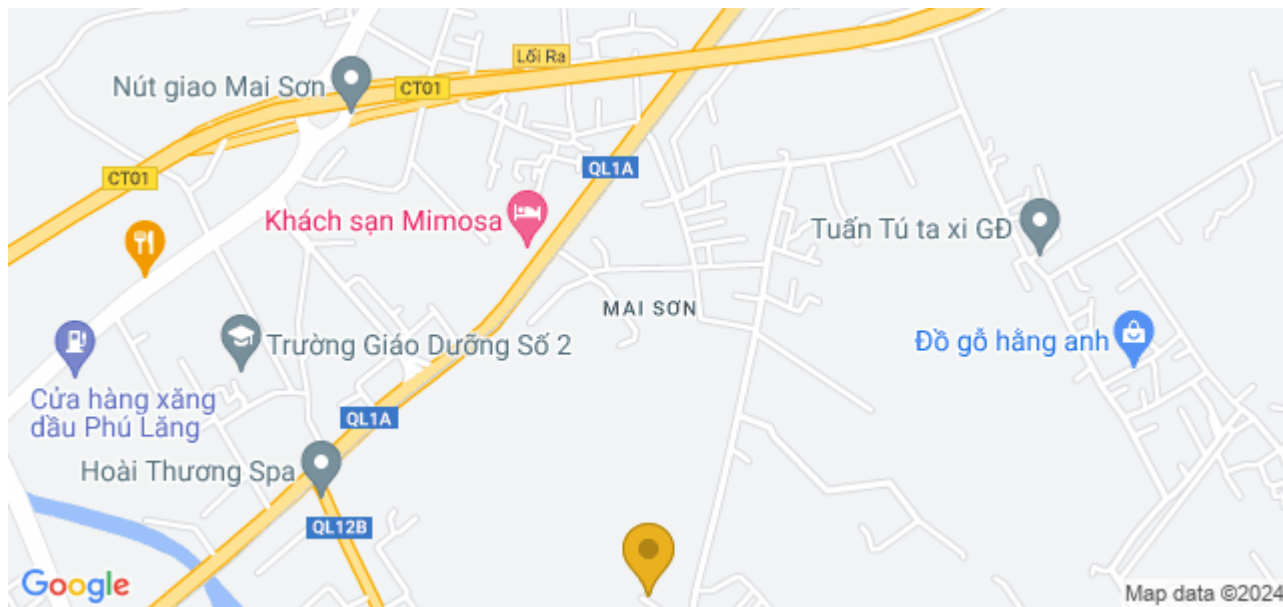 Lối Ra
Nút giao Mai Sơn
CT01
CT01
QL1A
Khách sạn Mimosa
Tuấn Tú ta xi GĐ
MAI SƠN
Trường Giáo Dưỡng Số 2
Đồ gỗ hằng anh
Cửa hàng xăng
dầu Phú Lăng
QL1A
Hoài Thương Spa
QL12B
Google
Map data ©2024